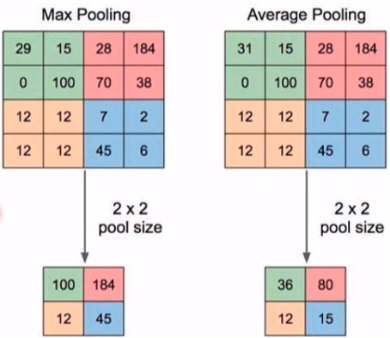 Max Pooling
29 15 28 184
0 100 70 38
12 12 7 2
12 12 45 6
2 x 2
pool size
100 184
12 45
Average Pooling
31 15 28 184
0 100 70 38
12 12 7 2
12 12 45 6
2 x 2
pool size
36 80
12 15